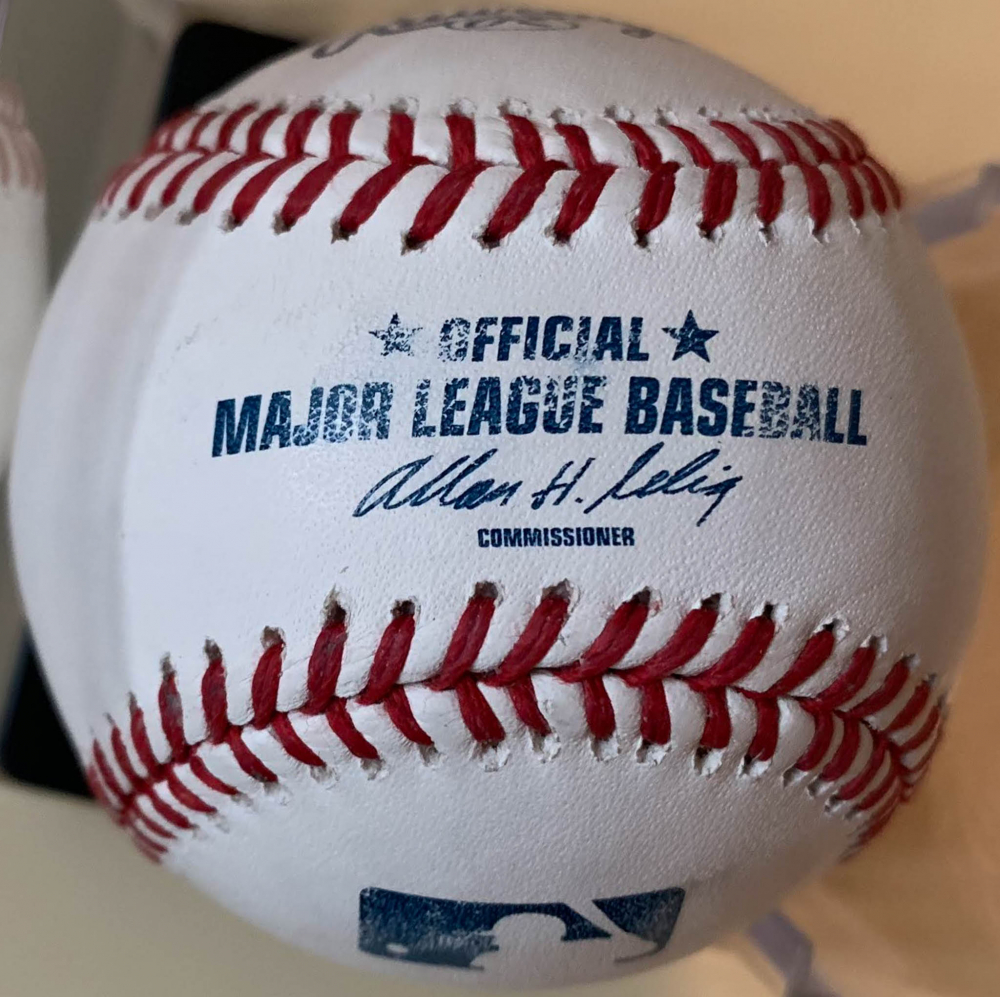 ★ OFFICIAL ★
MAJOR LEAGUE BASEBALL
Allan H. Selig
COMMISSIONER